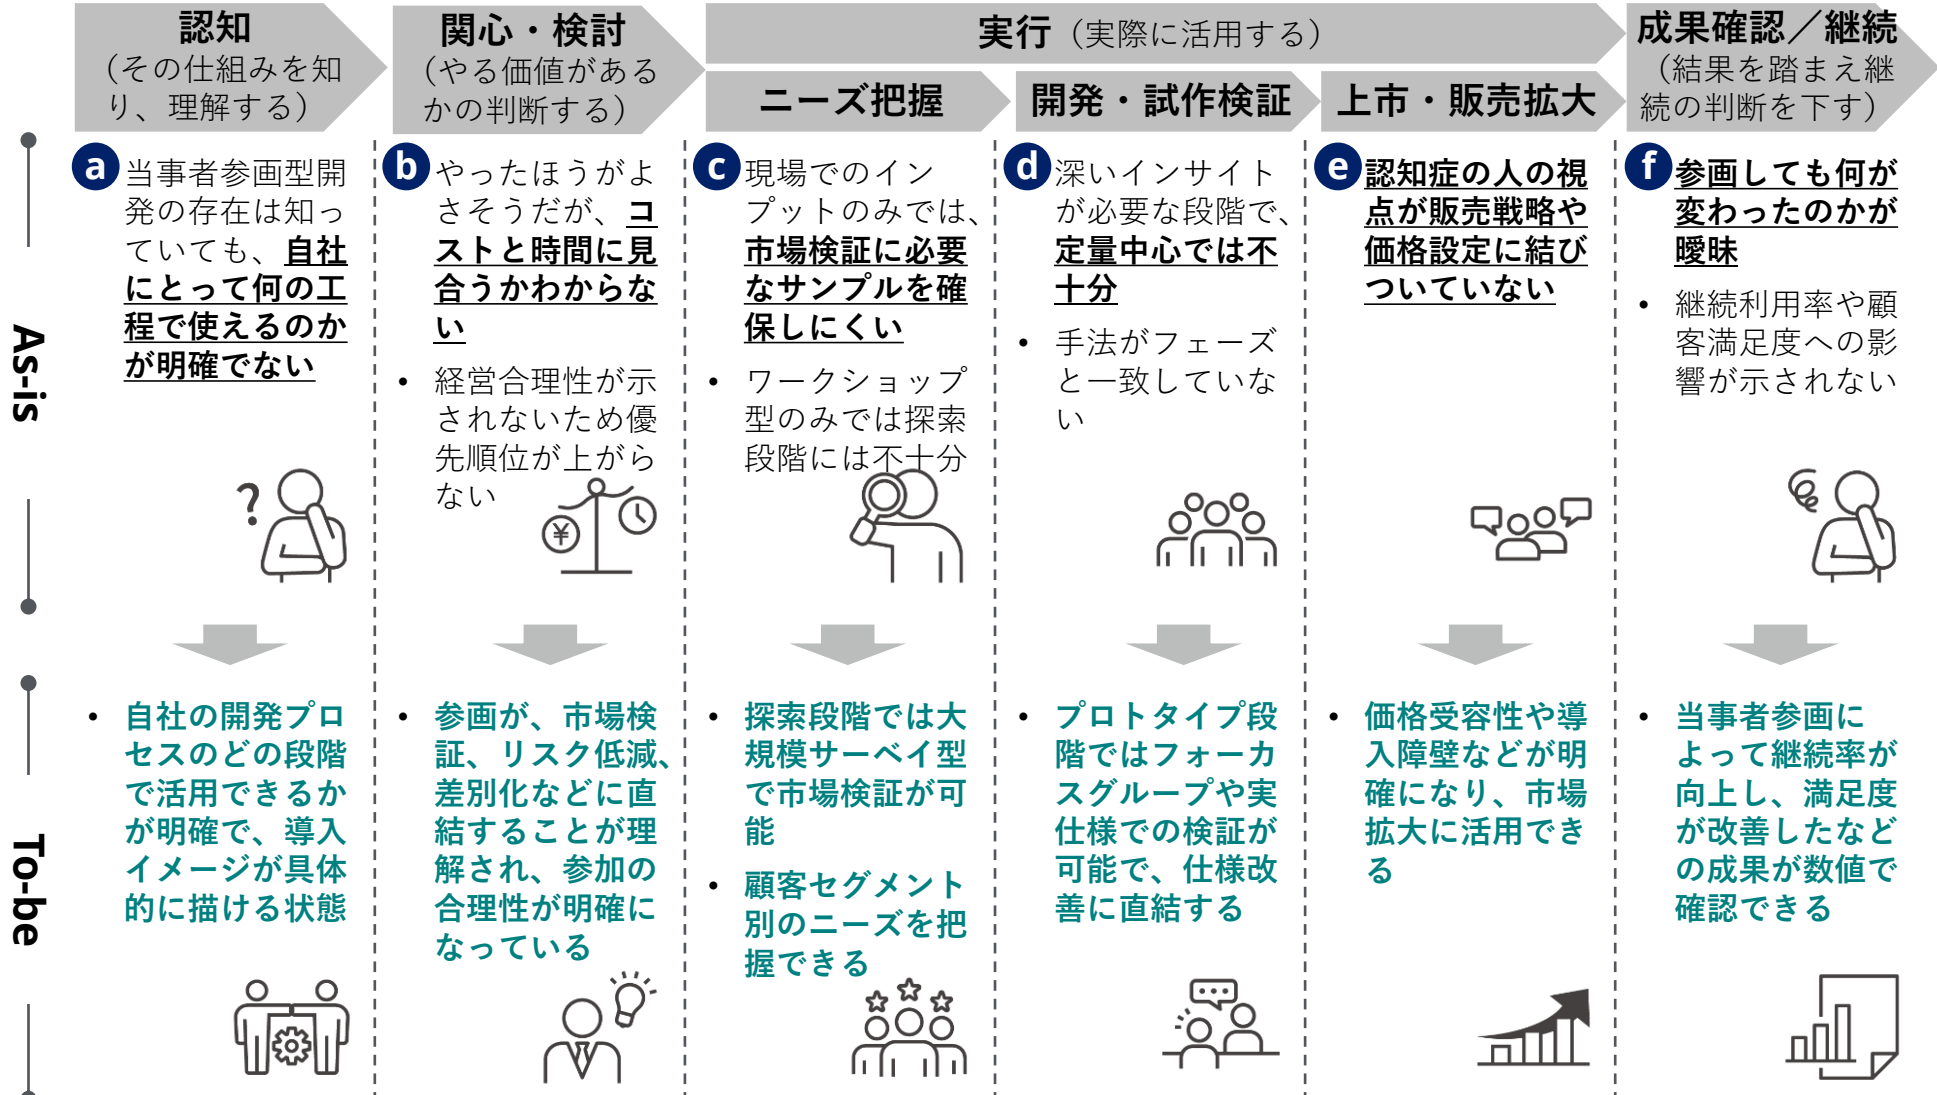 認知
（その仕組みを知
り、理解する）
関心・検討
（やる価値がある
かの判断する）
実行（実際に活用する）
ニーズ把握
開発・試作検証
上市・販売拡大
成果確認／継続
（結果を踏まえ継
続の判断を下す）
As-is
a
当事者参画型開
発の存在は知っ
ていても、自社
にとって何の工
程で使えるのか
が明確でない
?
b
やったほうがよ
さそうだが、コ
ストと時間に見
合うかわからな
い
• 経営合理性が示
されないため優
先順位が上がら
ない
¥
c
現場でのイン
プットのみでは、
市場検証に必要
なサンプルを確
保しにくい
• ワークショップ
型のみでは探索
段階には不十分
d
深いインサイト
が必要な段階で、
定量中心では不
十分
• 手法がフェーズ
と一致していな
い
e
認知症の人の視
点が販売戦略や
価格設定に結び
ついていない
f
参画しても何が
変わったのかが
曖昧
• 継続利用率や顧
客満足度への影
響が示されない
To-be
• 自社の開発プロ
セスのどの段階
で活用できるか
が明確で、導入
イメージが具体
的に描ける状態
• 参画が、市場検
証、リスク低減、
差別化などに直
結することが理
解され、参加の
合理性が明確に
なっている
• 探索段階では大
規模サーベイ型
で市場検証が可
能
• 顧客セグメント
別のニーズを把
握できる
• プロトタイプ段
階ではフォーカ
スグループや実
仕様での検証が
可能で、仕様改
善に直結する
• 価格受容性や導
入障壁などが明
確になり、市場
拡大に活用でき
る
• 当事者参画に
よって継続率が
向上し、満足度
が改善したなど
の成果が数値で
確認できる